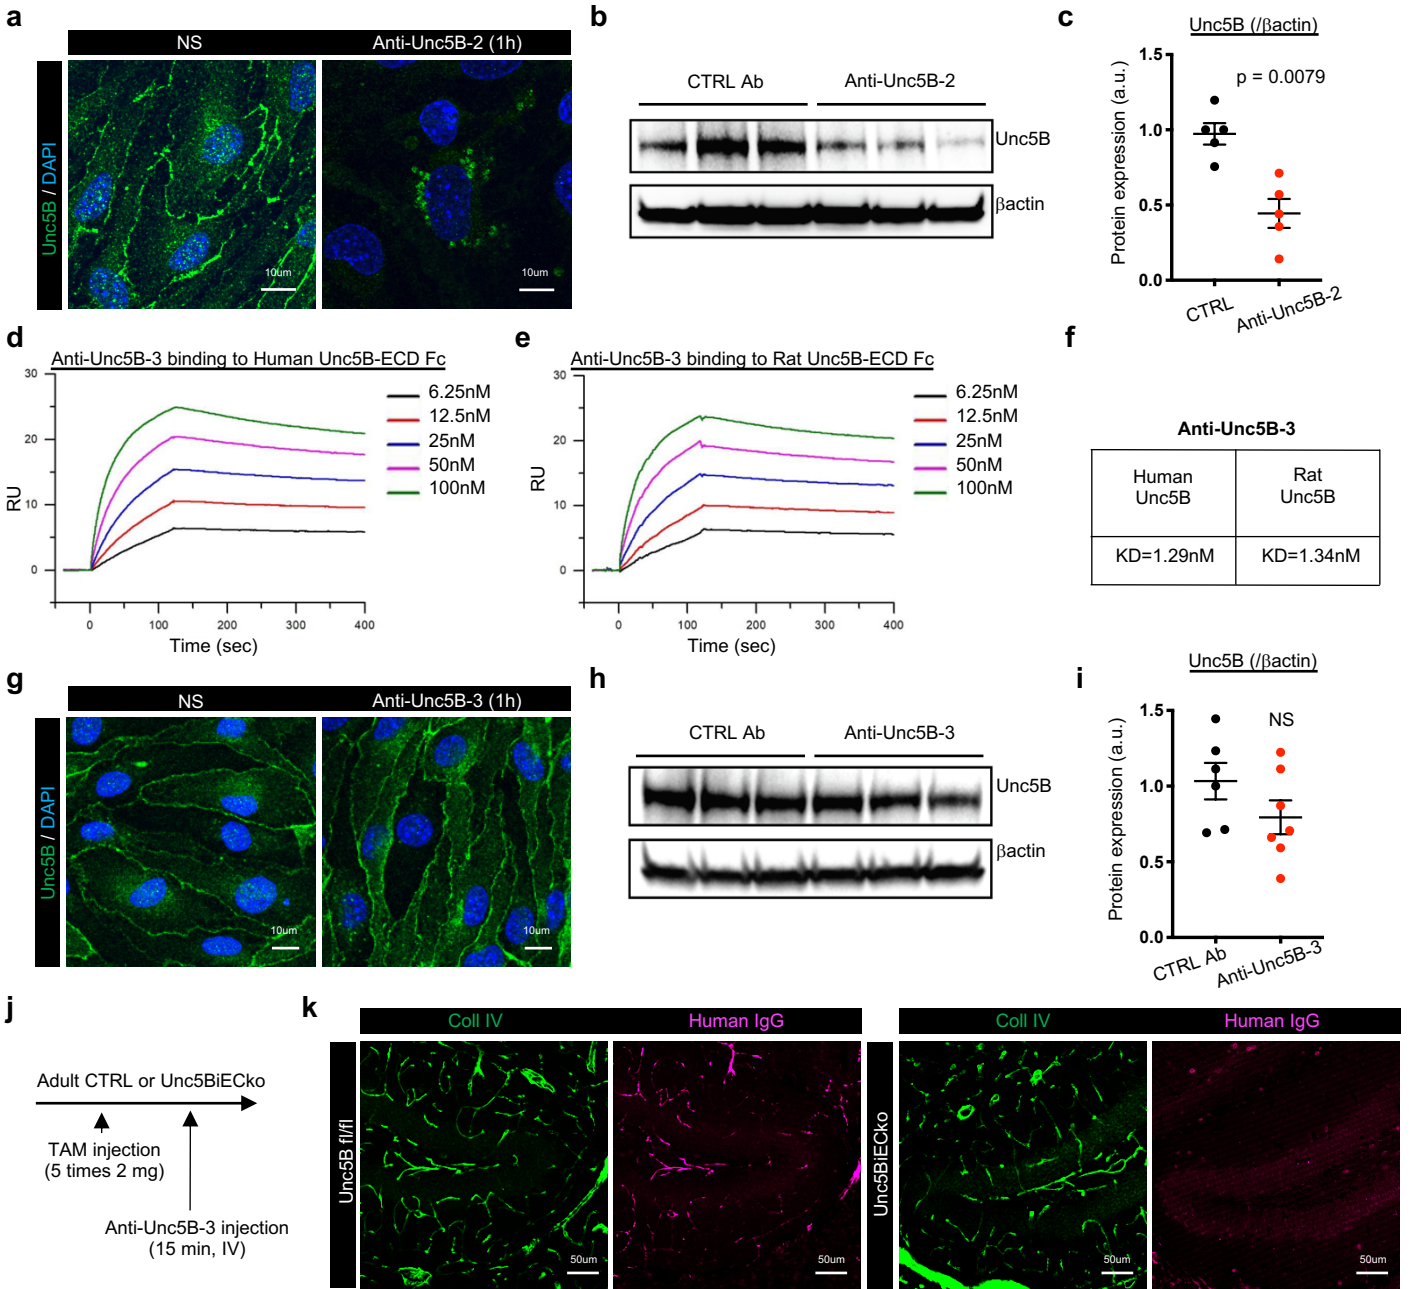 a
NS
Anti-Unc5B-2 (1h)
Unc5B / DAPI
10um
10um
b
CTRL Ab
Anti-Unc5B-2
Unc5B
βactin
c
Unc5B (/βactin)
p = 0.0079
Protein expression (a.u.)
1.5
1.0
0.5
0.0
CTRL
Anti-Unc5B-2
d
Anti-Unc5B-3 binding to Human Unc5B-ECD Fc
30
20
10
0
RU
0
100
200
300
400
Time (sec)
6.25nM
12.5nM
25nM
50nM
100nM
e
Anti-Unc5B-3 binding to Rat Unc5B-ECD Fc
30
20
10
0
RU
0
100
200
300
400
Time (sec)
6.25nM
12.5nM
25nM
50nM
100nM
f
Anti-Unc5B-3
Human
Unc5B
Rat
Unc5B
KD=1.29nM
KD=1.34nM
g
NS
Anti-Unc5B-3 (1h)
Unc5B / DAPI
10um
10um
h
CTRL Ab
Anti-Unc5B-3
Unc5B
βactin
i
Unc5B (/βactin)
NS
Protein expression (a.u.)
1.5
1.0
0.5
0.0
CTRL Ab
Anti-Unc5B-3
j
Adult CTRL or Unc5BiECko
TAM injection
(5 times 2 mg)
Anti-Unc5B-3 injection
(15 min, IV)
k
Coll IV
Human IgG
Unc5B fl/fl
50um
50um
Coll IV
Human IgG
Unc5BiECko
50um
50um